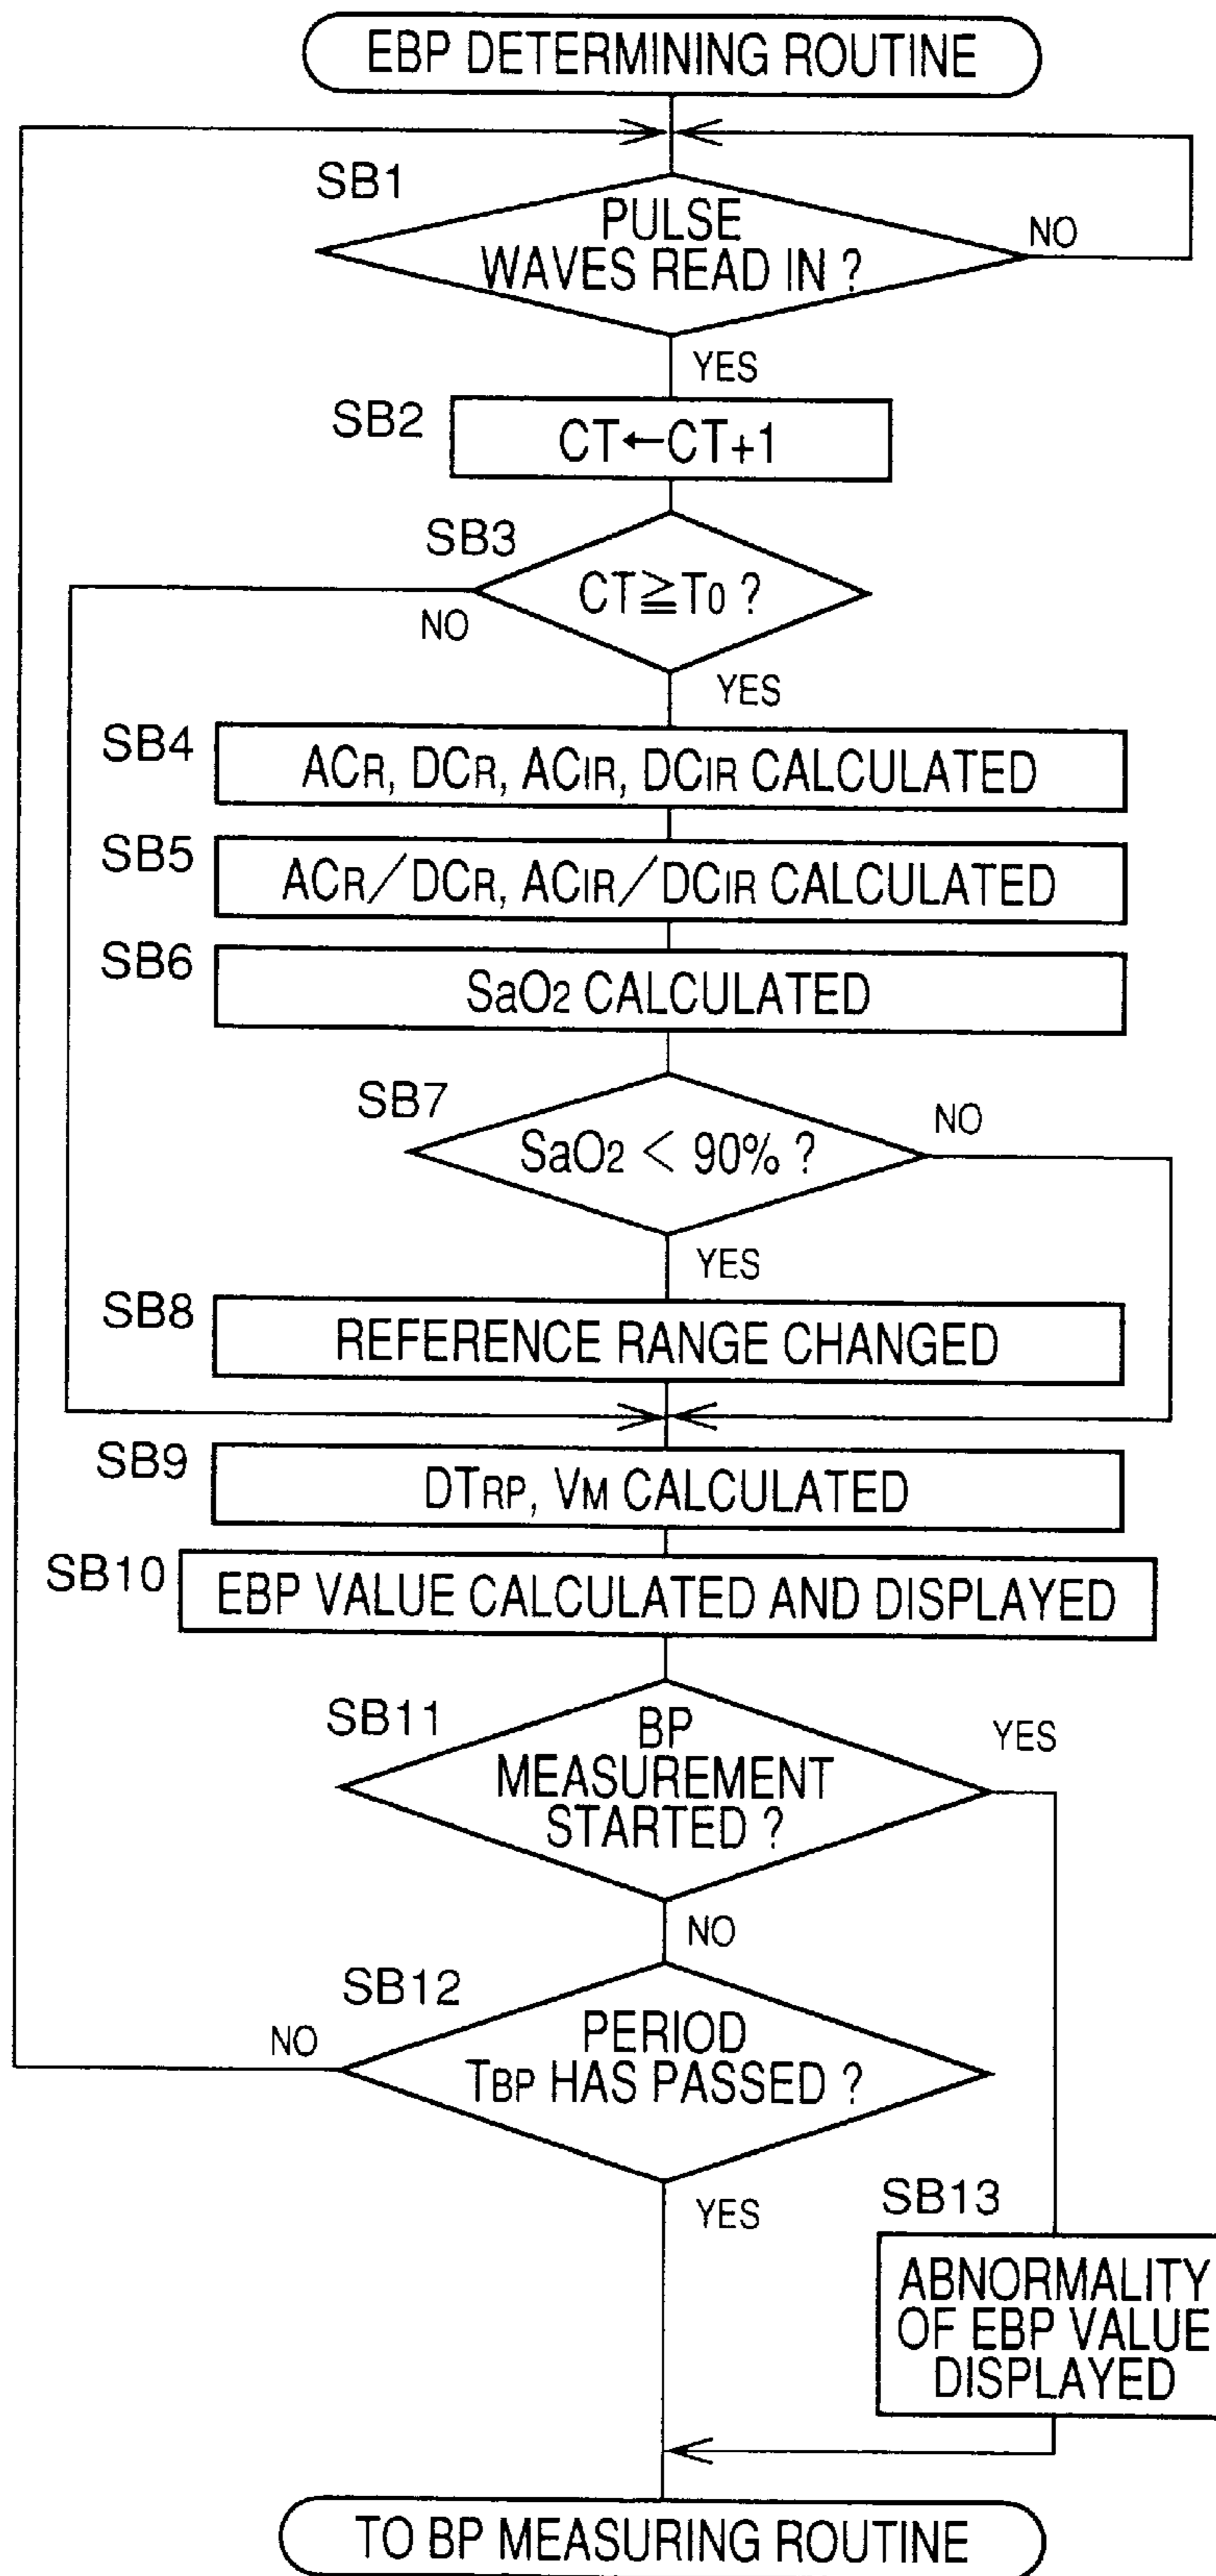 EBP DETERMINING ROUTINE
SB1
PULSE
WAVES READ IN ?
NO
YES
SB2
CT←CT+1
SB3
CT≧T0 ?
NO
YES
SB4
ACR, DCR, ACIR, DCIR CALCULATED
SB5
ACR/DCR, ACIR/DCIR CALCULATED
SB6
SaO2 CALCULATED
SB7
SaO2 < 90% ?
NO
YES
SB8
REFERENCE RANGE CHANGED
SB9
DTRP, VM CALCULATED
SB10
EBP VALUE CALCULATED AND DISPLAYED
SB11
BP
MEASUREMENT
STARTED ?
YES
NO
SB12
PERIOD
TBP HAS PASSED ?
NO
YES
SB13
ABNORMALITY
OF EBP VALUE
DISPLAYED
TO BP MEASURING ROUTINE